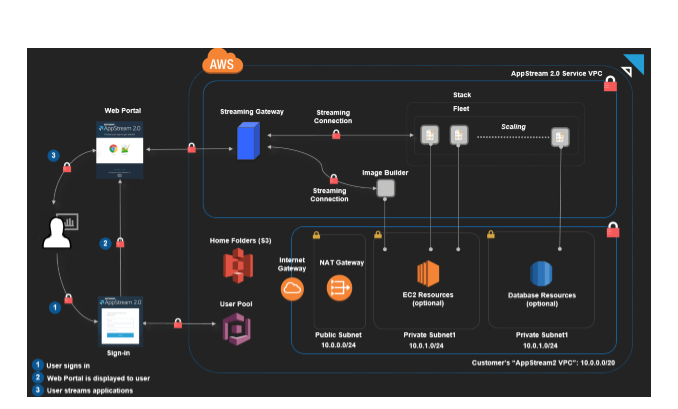 AWS
AppStream 2.0 Service VPC
Stack
Fleet
Web Portal
Streaming Gateway
Streaming
Connection
Scaling
AppStream 2.0
3
Image Builder
Streaming
Connection
2
Home Folders (S3)
Internet
Gateway
NAT Gateway
EC2 Resources
(optional)
Database Resources
(optional)
User Pool
AppStream 2.0
1
Public Subnet
10.0.0.0/24
Private Subnet1
10.0.1.0/24
Private Subnet1
10.0.1.0/24
Sign-in
Customer's “AppStream2 VPC”: 10.0.0.0/20
1 User signs in
2 Web Portal is displayed to user
3 User streams applications